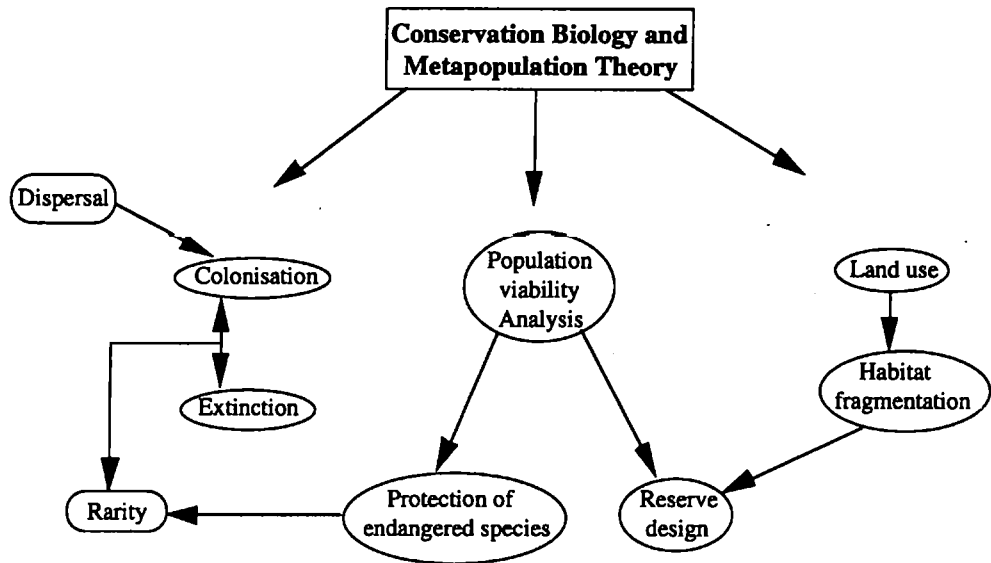 Conservation Biology and
Metapopulation Theory
Dispersal
Colonisation
Population
viability
Analysis
Land use
Extinction
Habitat
fragmentation
Rarity
Protection of
endangered species
Reserve
design